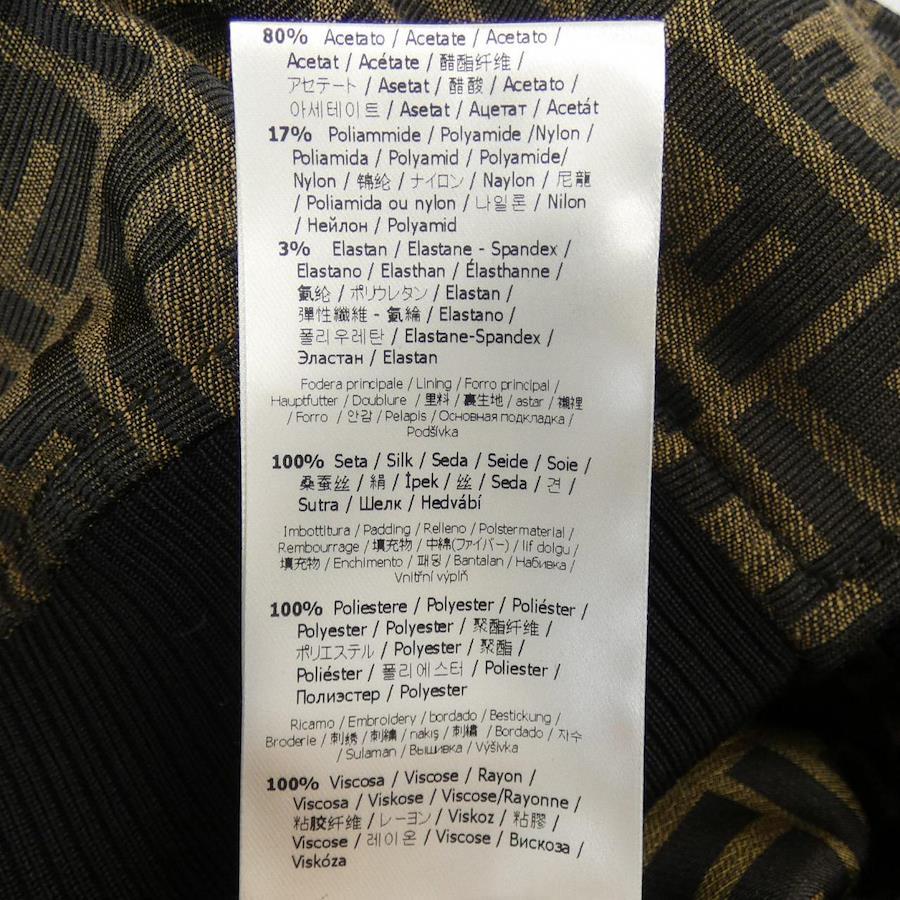 80% Acetato / Acetate / Acetato /
Acetat / Acétate / 醋酯纤维 /
アセテート / Asetat / 醋酸 / Acetato /
아세테이트 / Asetat / Ацетат / Acetát
17% Poliammide / Polyamide /Nylon /
Poliamida / Polyamid / Polyamide/
Nylon / 锦纶 / ナイロン / Naylon / 尼龍
/ Poliamida ou nylon / 나일론 / Nilon
/ Нейлон / Polyamid
3% Elastan / Elastane - Spandex /
Elastano / Elasthan / Élasthanne /
氨纶 / ポリウレタン / Elastan /
彈性纖維 - 氨綸 / Elastano /
폴리우레탄 / Elastane-Spandex /
Эластан / Elastan
Fodera principale / Lining / Forro principal /
Hauptfutter / Doublure / 里料 / 裏生地 / astar / 襯裡
/ Forro / 안감 / Pelapis / Основная подкладка /
Podšívka
100% Seta / Silk / Seda / Seide / Soie /
桑蚕丝 / 絹 / İpek / 丝 / Seda / 견 /
Sutra / Шелк / Hedvábí
Imbottitura / Padding / Relleno / Polstermaterial /
Rembourrage / 填充物 / 中綿(ファイバー) / lif dolgu /
填充物 / Enchimento / 패딩 / Bantalan / Набивка /
Vnitřní výplň
100% Poliestere / Polyester / Poliéster /
Polyester / Polyester / 聚酯纤维 /
ポリエステル / Polyester / 聚酯 /
Poliéster / 폴리에스터 / Poliester /
Полиэстер / Polyester
Ricamo / Embroidery / bordado / Bestickung /
Broderie / 刺绣 / 刺繍 / nakış / 刺繡 / Bordado / 자수
/ Sulaman / Вышивка / Výšivka
100% Viscosa / Viscose / Rayon /
Viscosa / Viskose / Viscose/Rayonne /
粘胶纤维 / レーヨン / Viskoz / 粘膠 /
Viscose / 레이온 / Viscose / Вискоза /
Viskóza